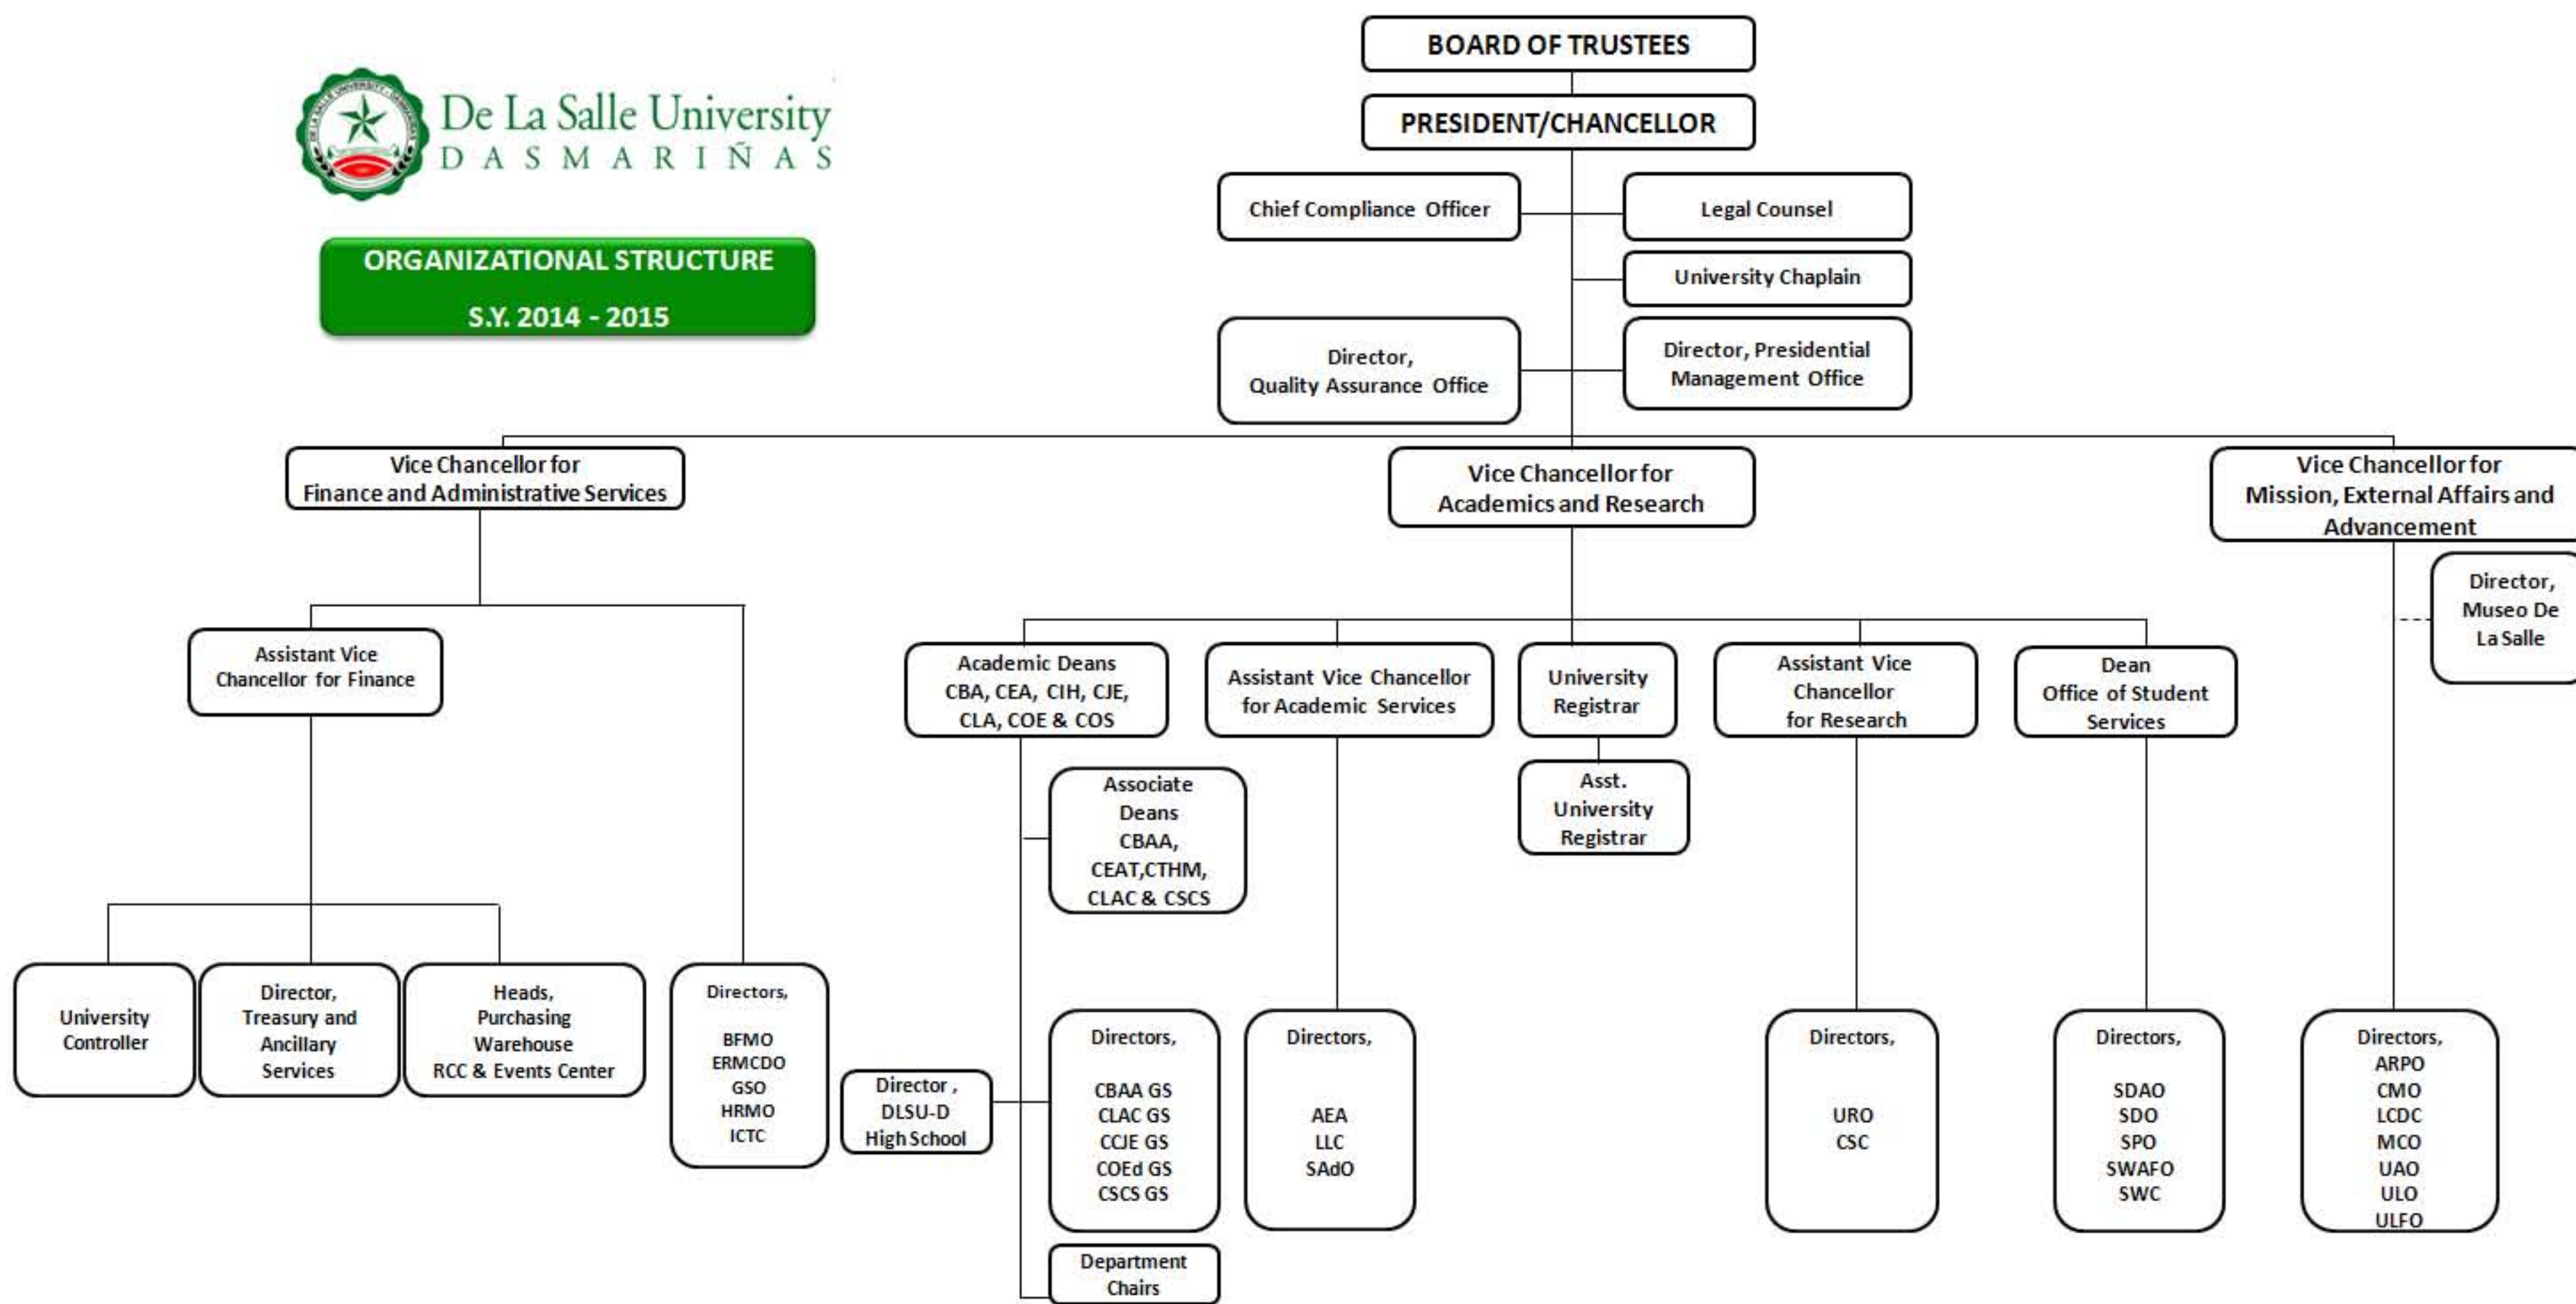 BOARD OF TRUSTEES
PRESIDENT/CHANCELLOR
De La Salle University
DASMARIÑAS
ORGANIZATIONAL STRUCTURE
S.Y. 2014 - 2015
Chief Compliance Officer
Legal Counsel
University Chaplain
Director,
Quality Assurance Office
Director, Presidential
Management Office
Vice Chancellor for
Finance and Administrative Services
Vice Chancellor for
Academics and Research
Vice Chancellor for
Mission, External Affairs and
Advancement
Director,
Museo De
La Salle
Assistant Vice
Chancellor for Finance
Academic Deans
CBA, CEA, CIH, CJE,
CLA, COE & COS
Assistant Vice Chancellor
for Academic Services
University
Registrar
Assistant Vice
Chancellor
for Research
Dean
Office of Student
Services
Associate
Deans
CBAA,
CEAT,CTHM,
CLAC & CSCS
Asst.
University
Registrar
University
Controller
Director,
Treasury and
Ancillary
Services
Heads,
Purchasing
Warehouse
RCC & Events Center
Directors,
BFMO
ERMCDO
GSO
HRMO
ICTC
Director ,
DLSU-D
High School
Directors,
CBAA GS
CLAC GS
CCJE GS
COEd GS
CSCS GS
Directors,
AEA
LLC
SAdO
Directors,
URO
CSC
Directors,
SDAO
SDO
SPO
SWAFO
SWC
Directors,
ARPO
CMO
LCDC
MCO
UAO
ULO
ULFO
Department
Chairs